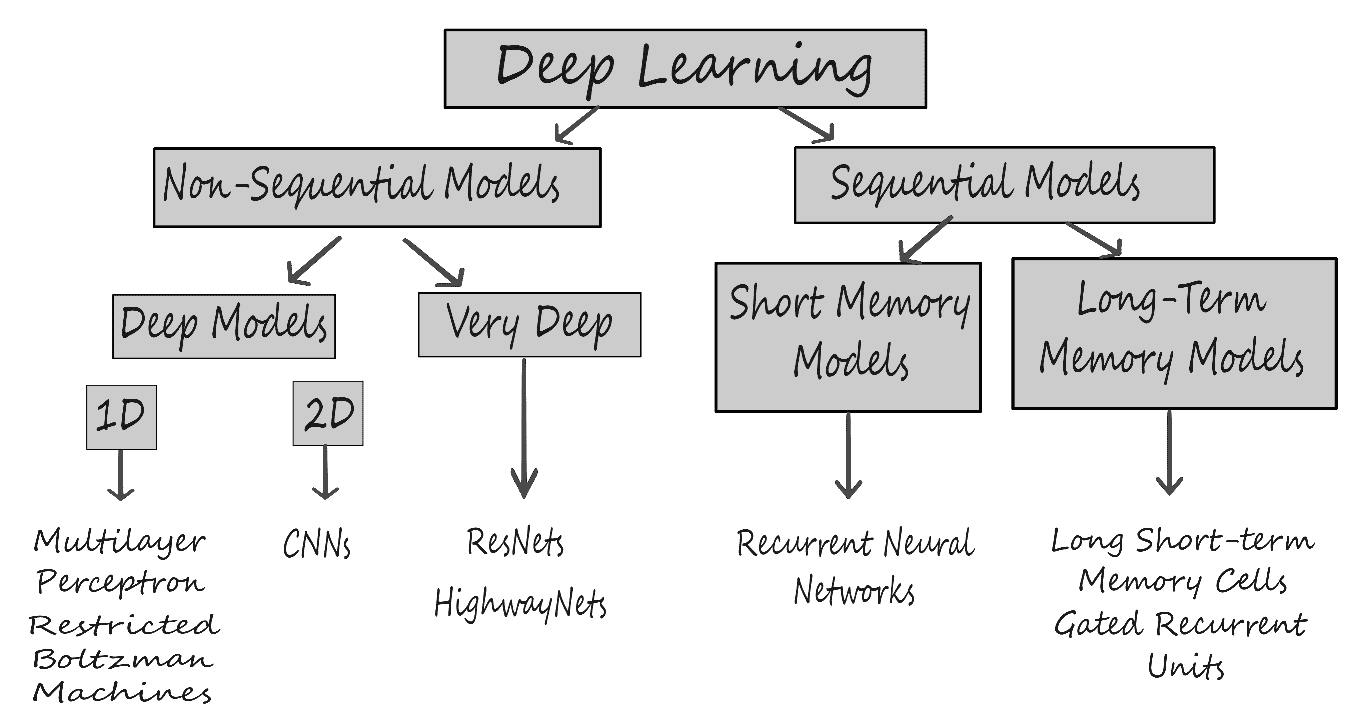 Deep Learning
Non-Sequential Models
Sequential Models
Deep Models
Very Deep
Short Memory
Models
Long-Term
Memory Models
1D
2D
Multilayer
Perceptron
Restricted
Boltzman
Machines
CNNs
ResNets
HighwayNets
Recurrent Neural
Networks
Long Short-term
Memory Cells
Gated Recurrent
Units